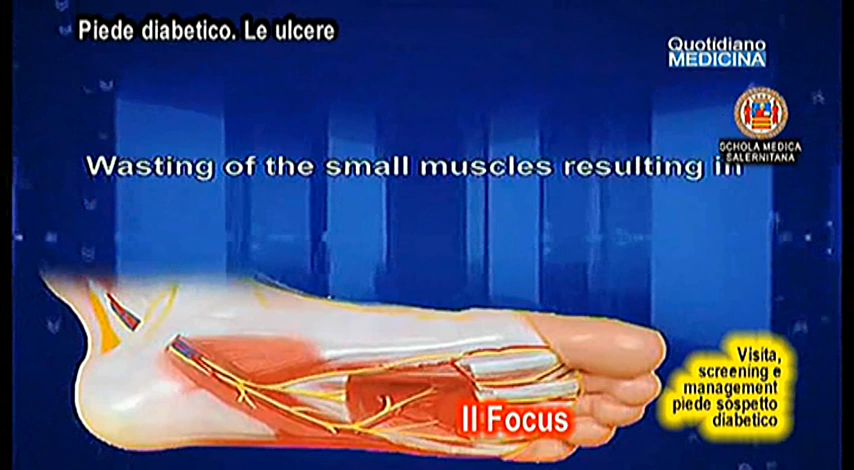 Piede diabetico. Le ulcere
Quotidiano
MEDICINA
SCHOLA MEDICA
SALERNITANA
Wasting of the small muscles resulting in
Visita,
screening e
management
piede sospetto
diabetico
Il Focus